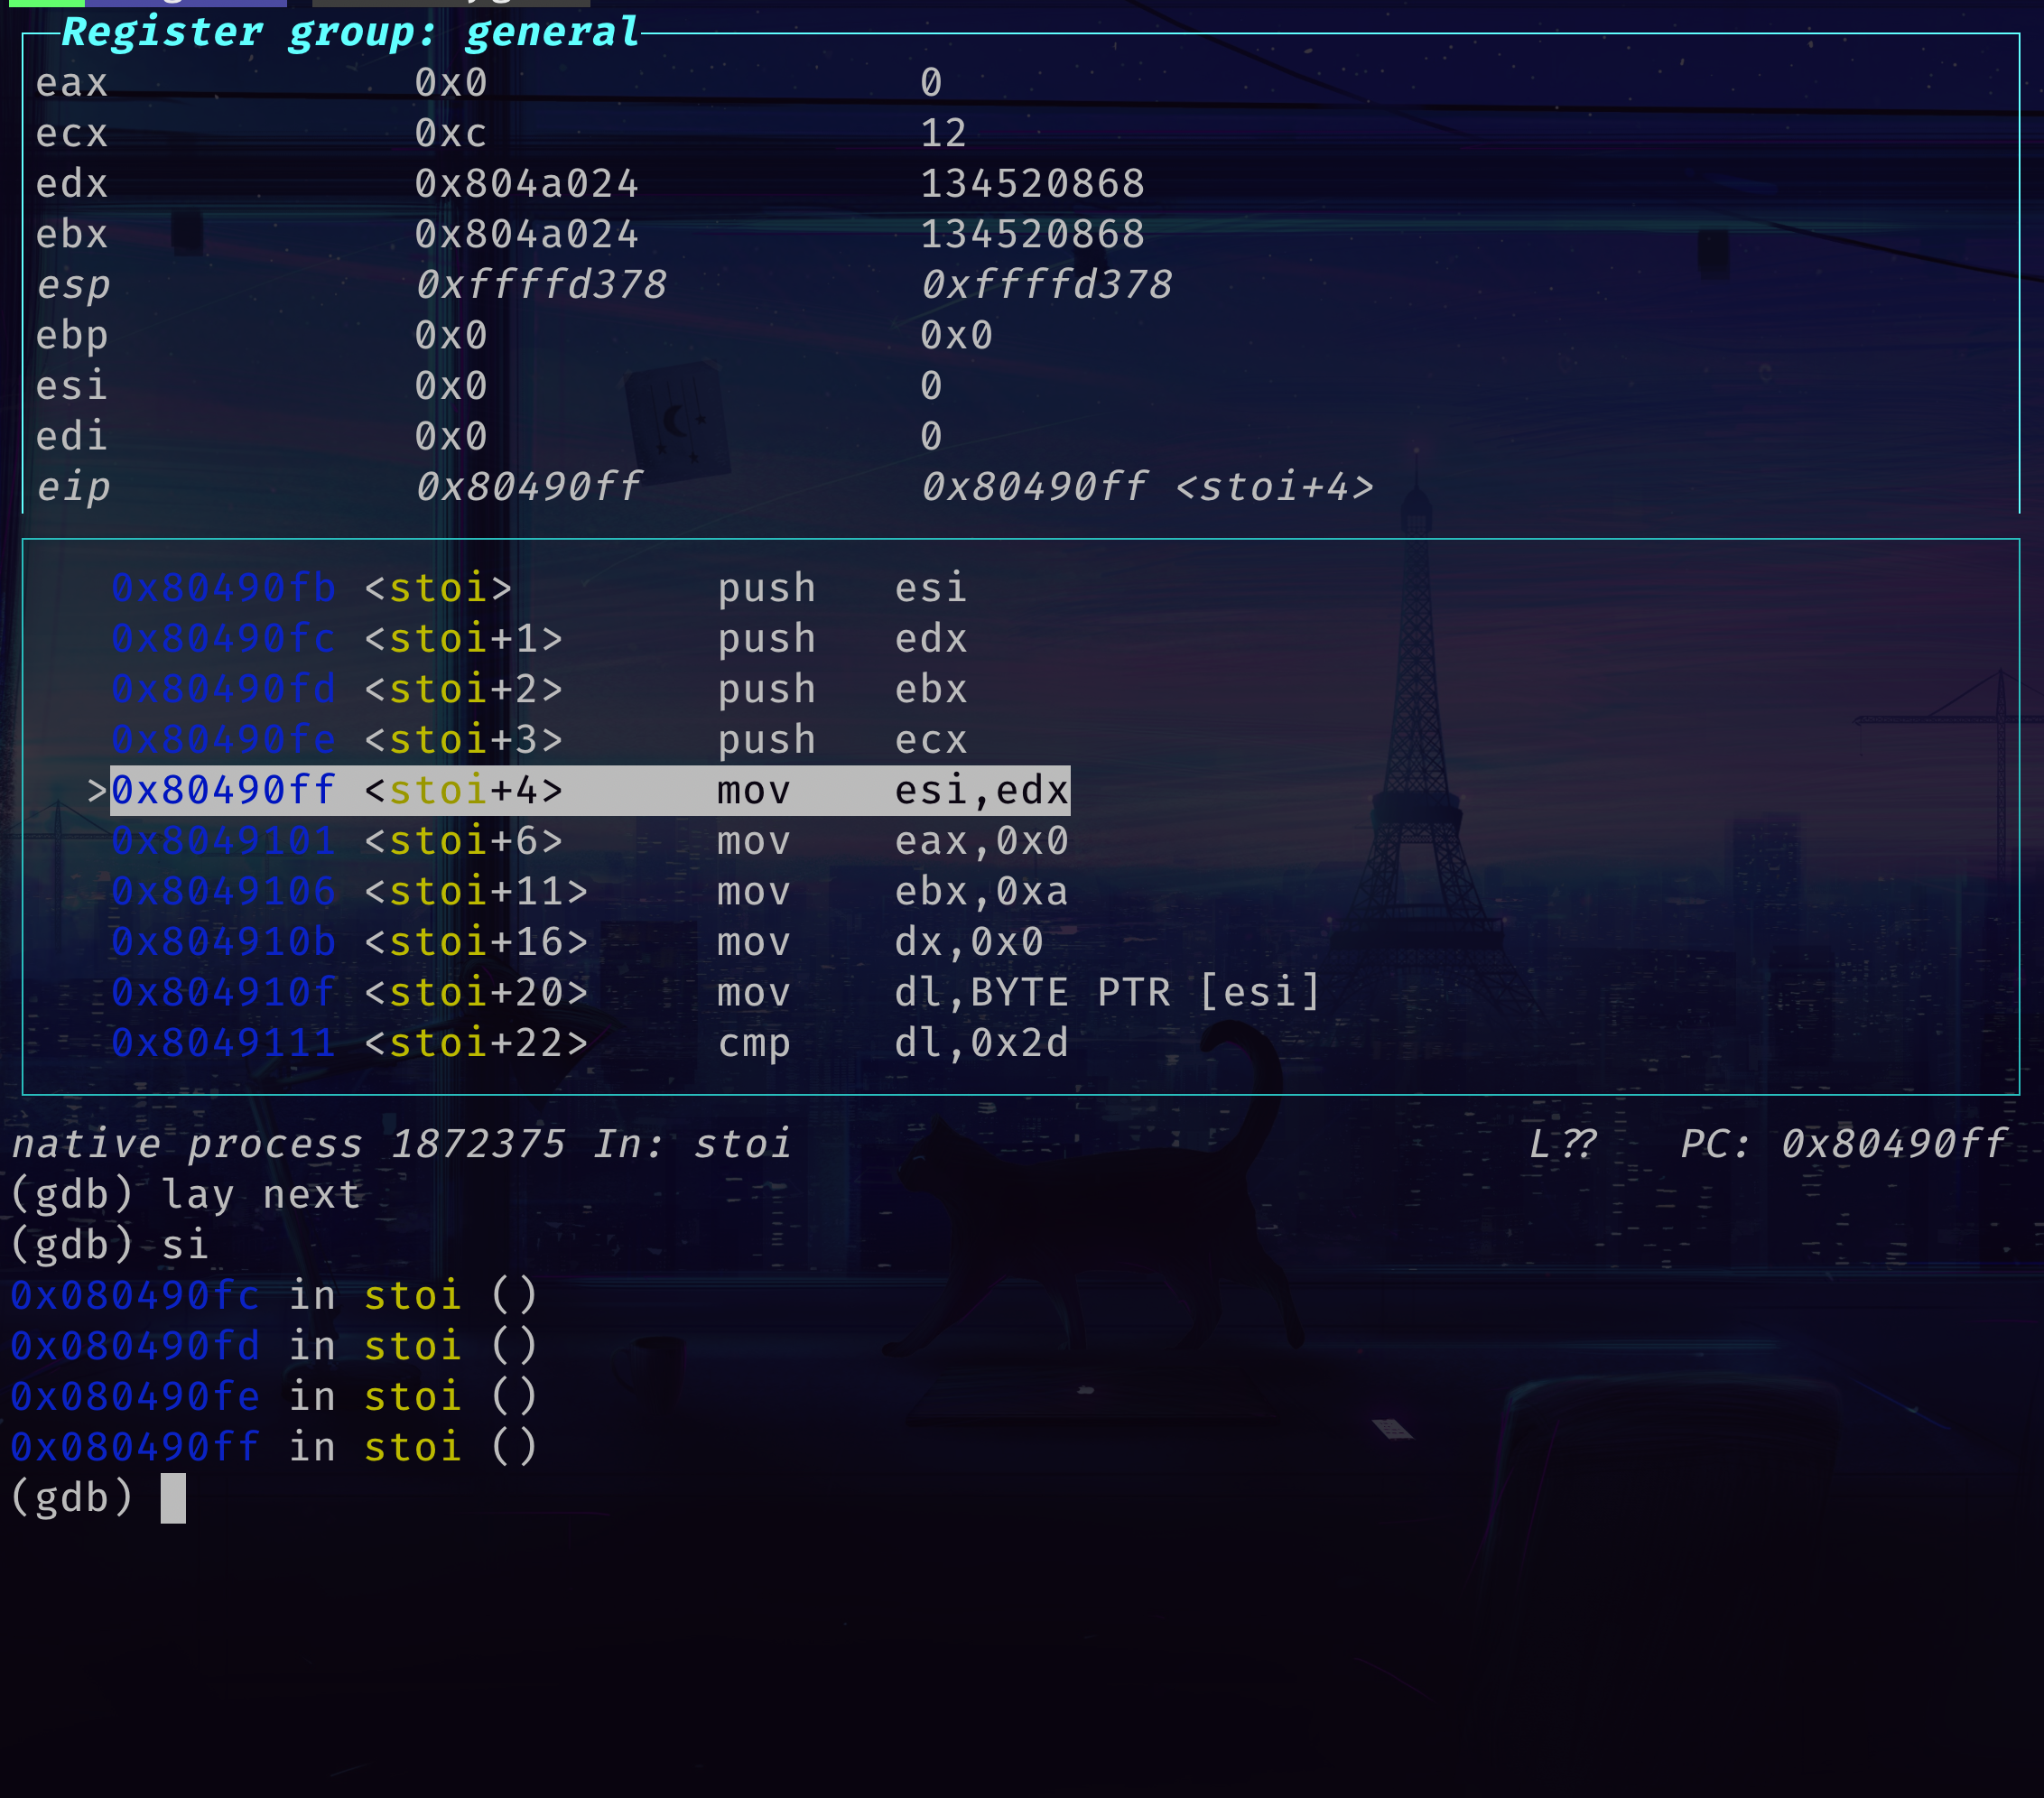 Register group: general
eax 0x0 0
ecx 0xc 12
edx 0x804a024 134520868
ebx 0x804a024 134520868
esp 0xffffd378 0xffffd378
ebp 0x0 0x0
esi 0x0 0
edi 0x0 0
eip 0x80490ff 0x80490ff <stoi+4>
0x80490fb <stoi> push esi
0x80490fc <stoi+1> push edx
0x80490fd <stoi+2> push ebx
0x80490fe <stoi+3> push ecx
>0x80490ff <stoi+4> mov esi,edx
0x8049101 <stoi+6> mov eax,0x0
0x8049106 <stoi+11> mov ebx,0xa
0x804910b <stoi+16> mov dx,0x0
0x804910f <stoi+20> mov dl,BYTE PTR [esi]
0x8049111 <stoi+22> cmp dl,0x2d
native process 1872375 In: stoi L?? PC: 0x80490ff
(gdb) lay next
(gdb) si
0x080490fc in stoi ()
0x080490fd in stoi ()
0x080490fe in stoi ()
0x080490ff in stoi ()
(gdb)